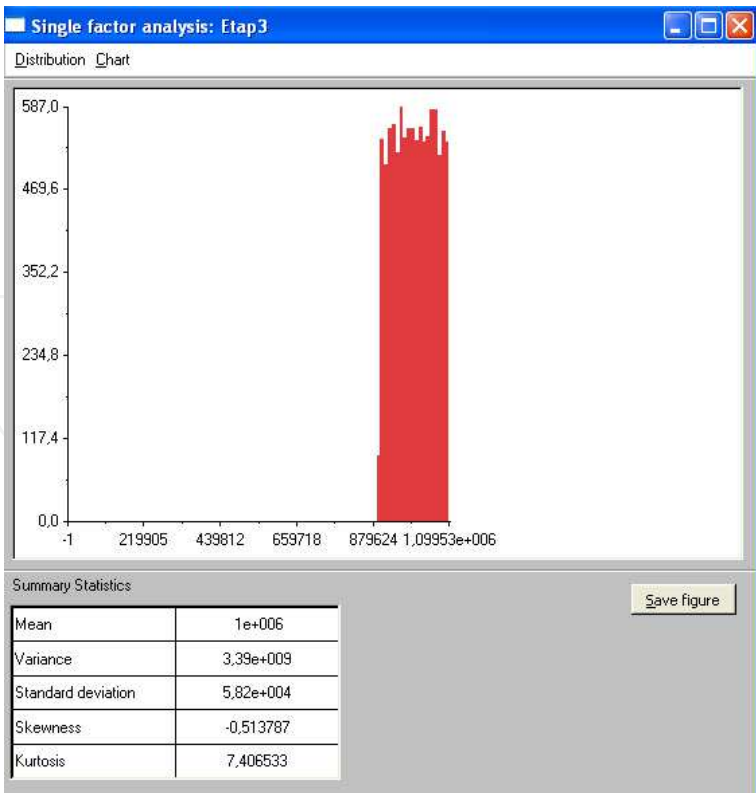 Single factor analysis: Etap3
Distribution Chart
587,0
469,6
352,2
234,8
117,4
0,0
-1 219905 439812 659718 879624 1,09953e+006
Summary Statistics
Save figure
Mean 1e+006
Variance 3,39e+009
Standard deviation 5,82e+004
Skewness -0,513787
Kurtosis 7,406533